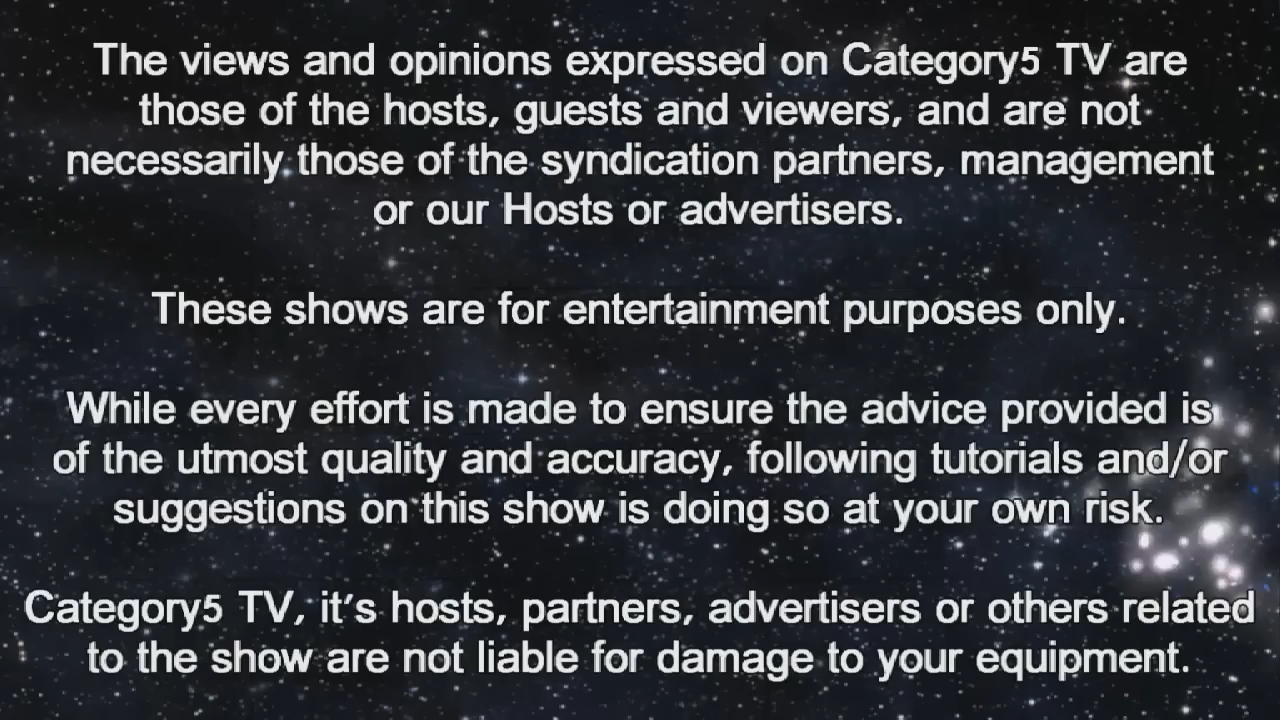 The views and opinions expressed on Category5 TV are
those of the hosts, guests and viewers, and are not
necessarily those of the syndication partners, management
or our Hosts or advertisers.
These shows are for entertainment purposes only.
While every effort is made to ensure the advice provided is
of the utmost quality and accuracy, following tutorials and/or
suggestions on this show is doing so at your own risk.
Category5 TV, it's hosts, partners, advertisers or others related
to the show are not liable for damage to your equipment.